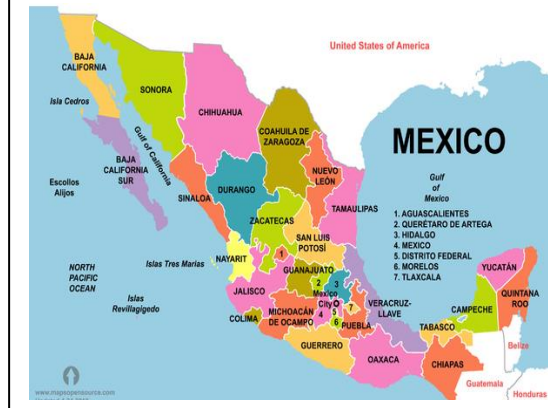 United States of America
BAJA
CALIFORNIA
SONORA
Isla Cedros
CHIHUAHUA
COAHUILA DE
ZARAGOZA
MEXICO
Gulf of California
BAJA
CALIFORNIA
SUR
Escollos
Alijos
NUEVO
LEÓN
Gulf
of
Mexico
DURANGO
SINALOA
TAMAULIPAS
1. AGUASCALIENTES
2. QUERÉTARO DE ARTEGA
3. HIDALGO
4. MEXICO
5. DISTRITO FEDERAL
6. MORELOS
7. TLAXCALA
ZACATECAS
SAN LUIS
POTOSÍ
NAYARIT
Islas Tres Marias
1
NORTH
PACIFIC
OCEAN
GUANAJUATO
YUCATÁN
2
3
JALISCO
Mexico
City
Islas
Revillagigedo
QUINTANA
ROO
VERACRUZ-
LLAVE
CAMPECHE
COLIMA
MICHOACÁN
DE OCAMPO
4
5
6
7
PUEBLA
TABASCO
GUERRERO
Belize
OAXACA
CHIAPAS
Guatemala
Honduras
www.mapsopensource.com